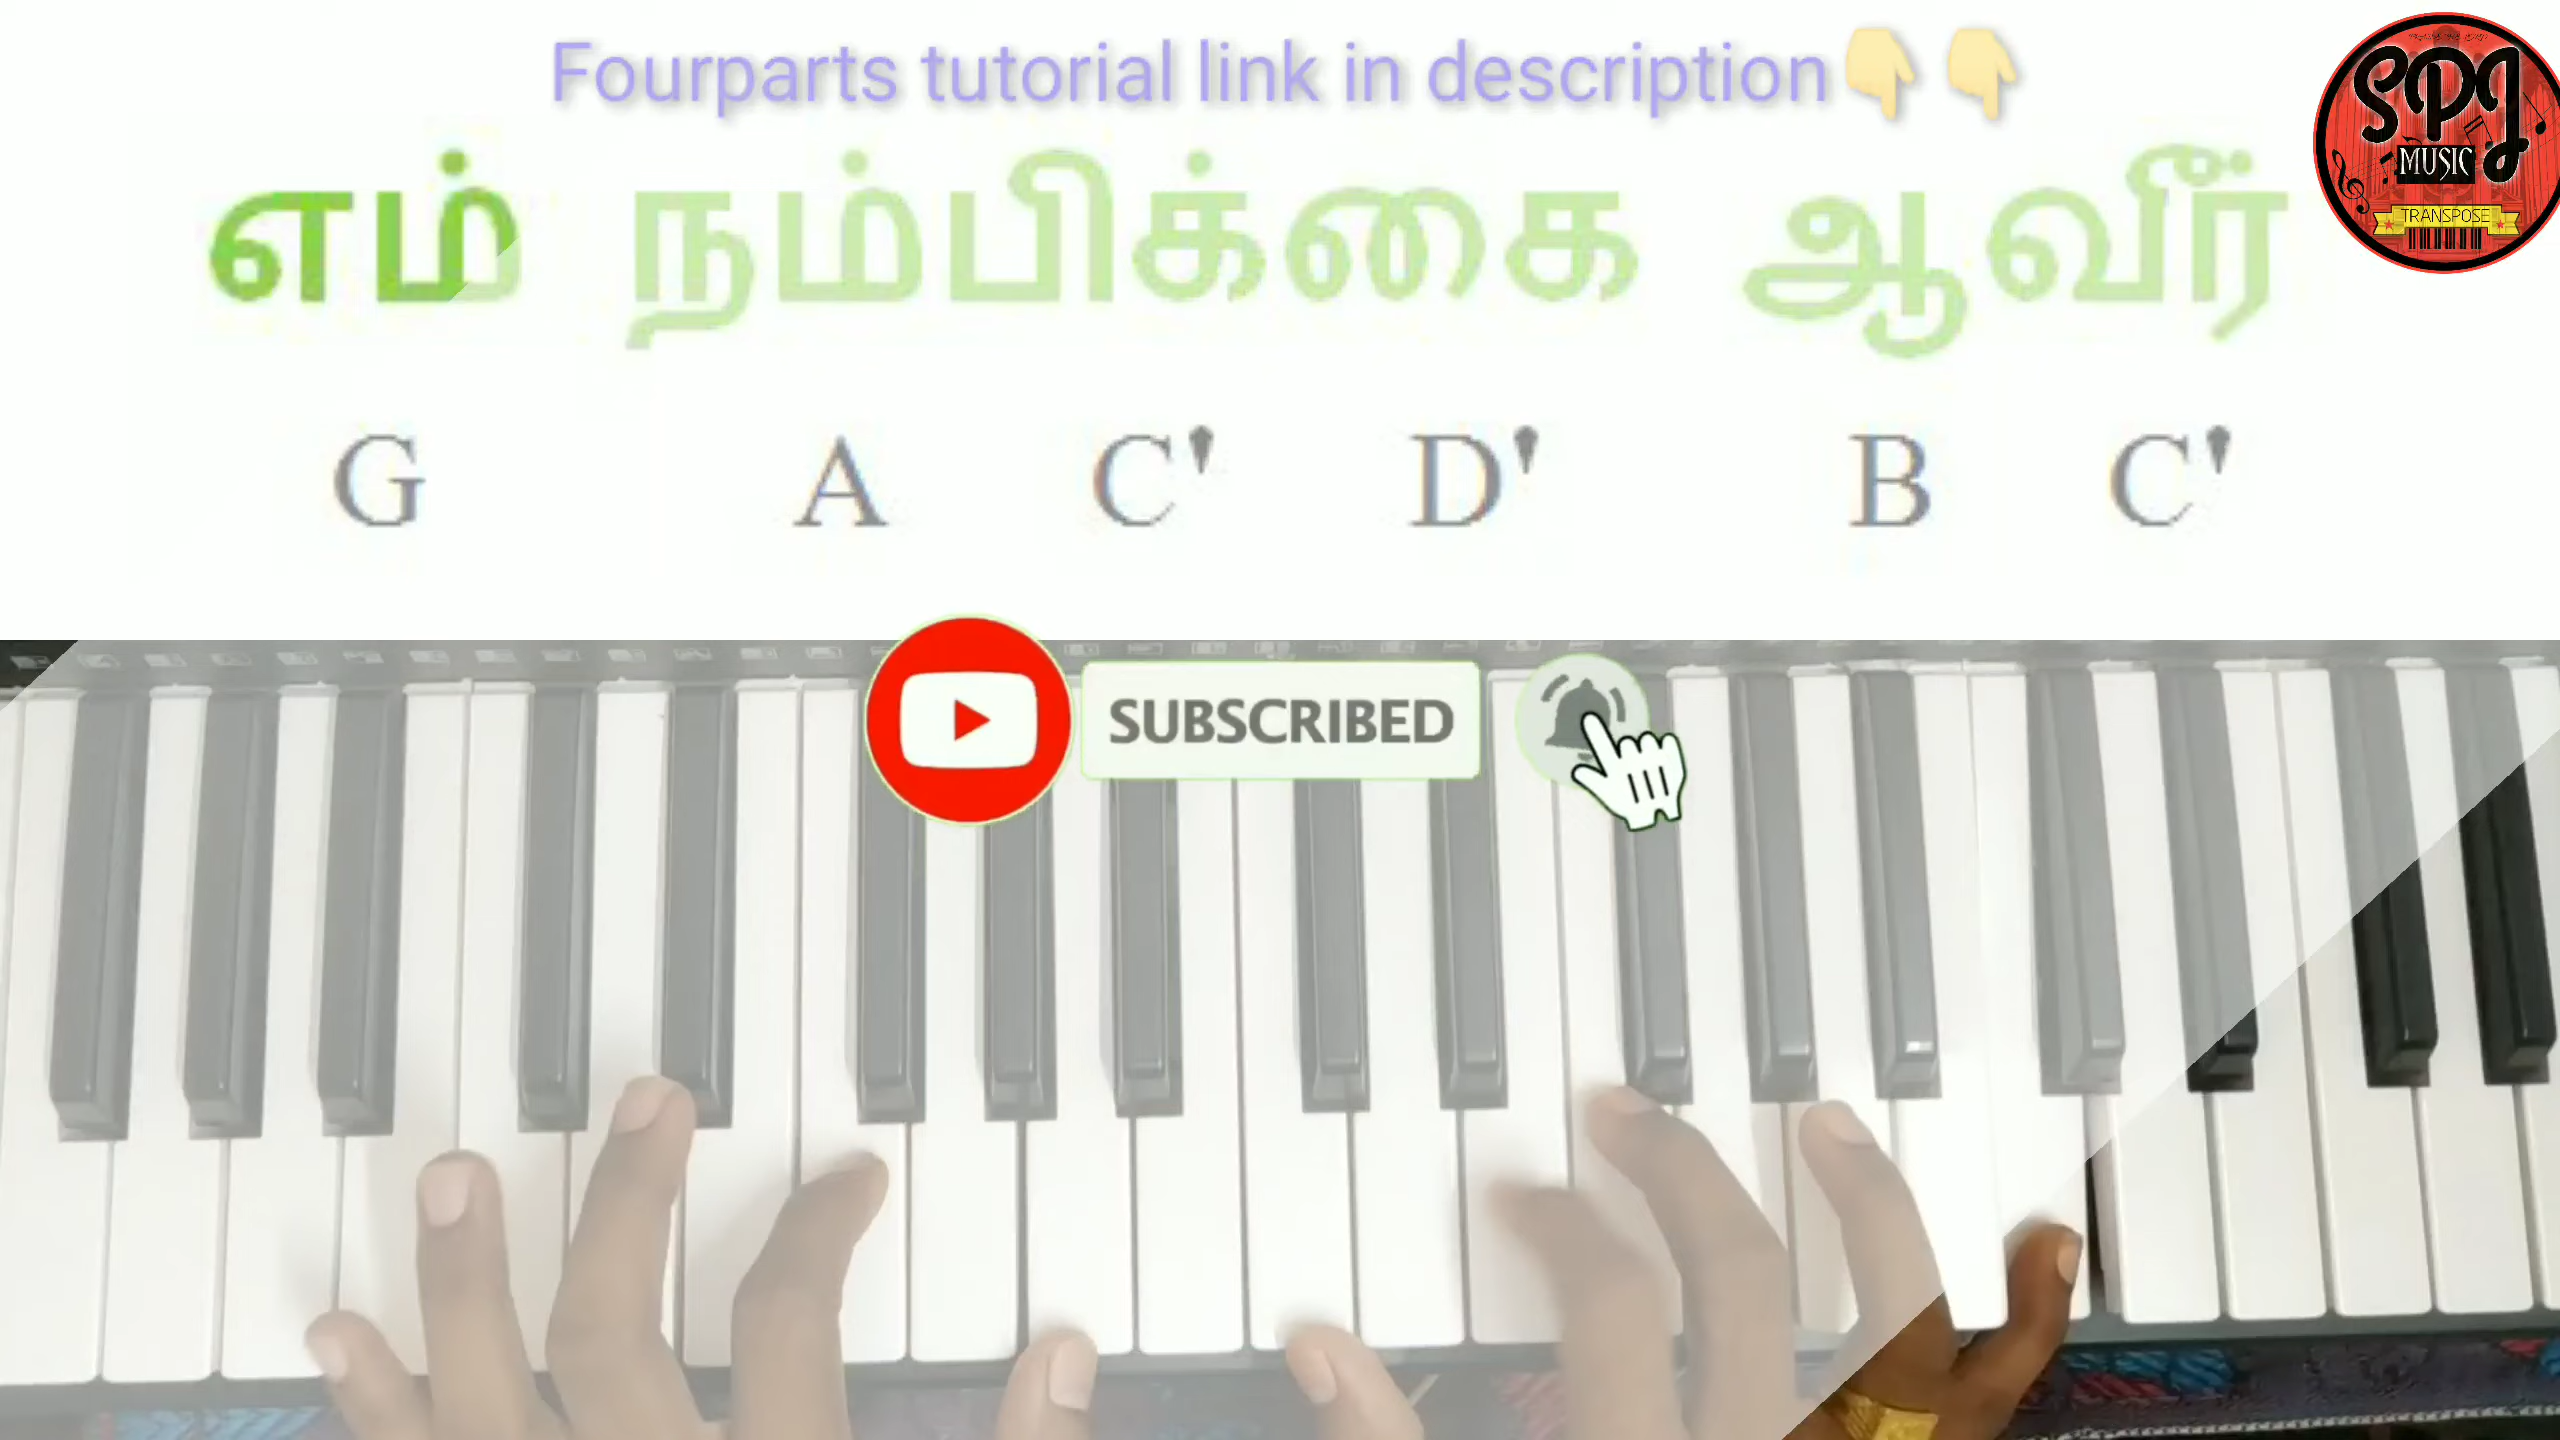 Fourparts tutorial link in description👇👇
எம் நம்பிக்கை ஆவீர்
G A C' D' B C'
SPJ
MUSIC
TRANSPOSE
SUBSCRIBED